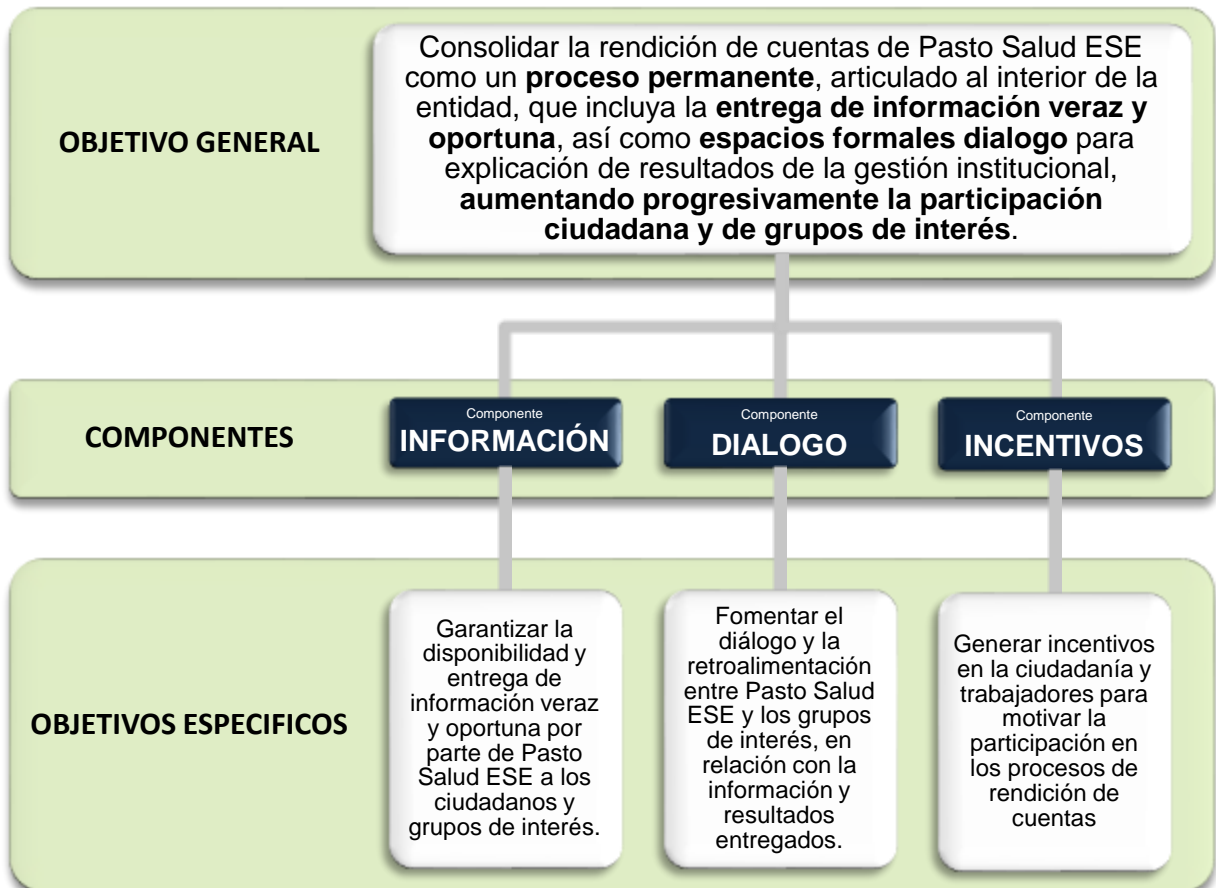 OBJETIVO GENERAL
Consolidar la rendición de cuentas de Pasto Salud ESE
como un proceso permanente, articulado al interior de la
entidad, que incluya la entrega de información veraz y
oportuna, así como espacios formales dialogo para
explicación de resultados de la gestión institucional,
aumentando progresivamente la participación
ciudadana y de grupos de interés.
COMPONENTES
Componente
INFORMACIÓN
Componente
DIALOGO
Componente
INCENTIVOS
OBJETIVOS ESPECIFICOS
Garantizar la
disponibilidad y
entrega de
información veraz
y oportuna por
parte de Pasto
Salud ESE a los
ciudadanos y
grupos de interés.
Fomentar el
diálogo y la
retroalimentación
entre Pasto Salud
ESE y los grupos
de interés, en
relación con la
información y
resultados
entregados.
Generar incentivos
en la ciudadanía y
trabajadores para
motivar la
participación en
los procesos de
rendición de
cuentas